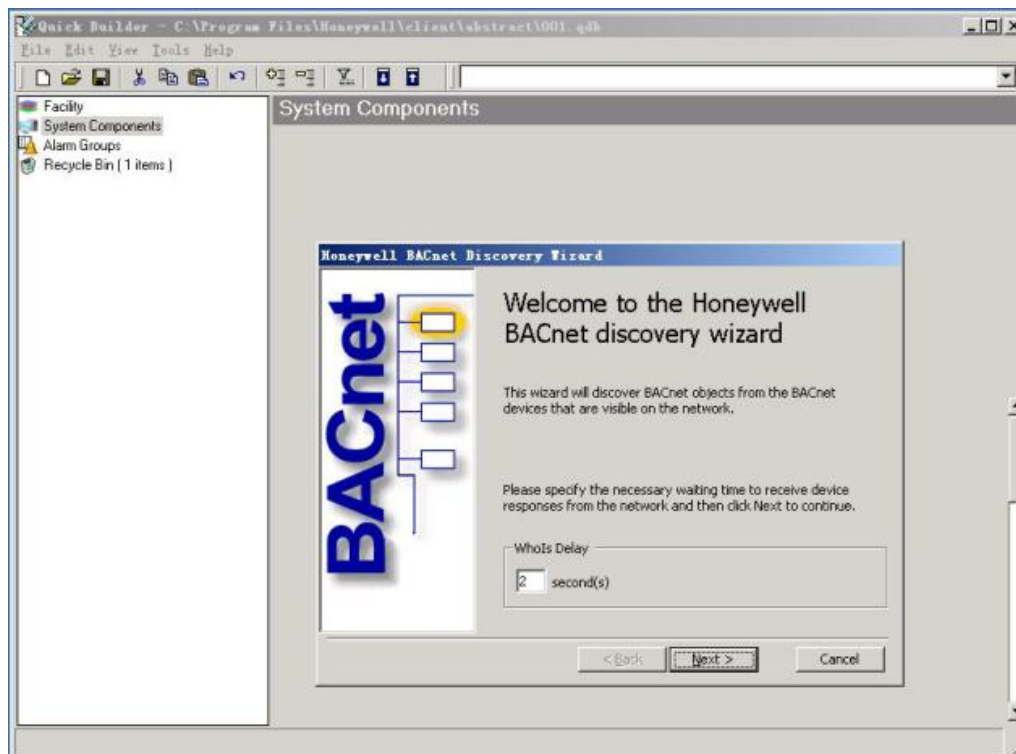 Quick Builder - C:\Program Files\Honeywell\client\abstract\001.qdb
File Edit View Tools Help
Facility
System Components
Alarm Groups
Recycle Bin ( 1 items )
System Components
Honeywell BACnet Discovery Wizard
BACnet
Welcome to the Honeywell
BACnet discovery wizard
This wizard will discover BACnet objects from the BACnet
devices that are visible on the network.
Please specify the necessary waiting time to receive device
responses from the network and then click Next to continue.
WhoIs Delay
2 second(s)
< Back Next > Cancel